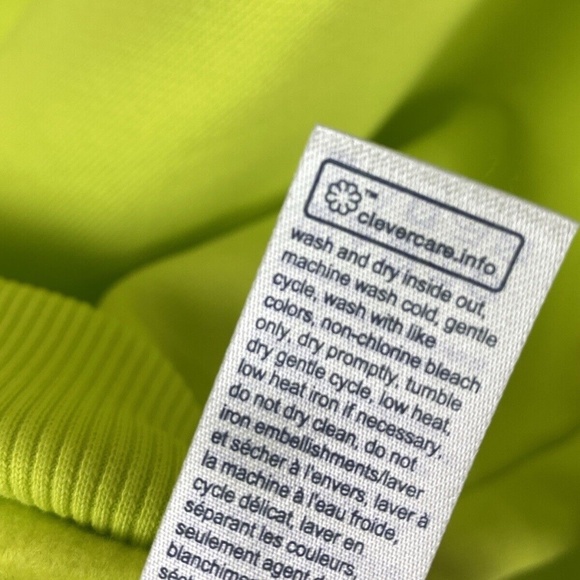 ™
clevercare.info
wash and dry inside out,
machine wash cold, gentle
cycle, wash with like
colors, non-chlorine bleach
only, dry promptly, tumble
dry gentle cycle, low heat,
low heat iron if necessary.
do not dry clean, do not
iron embellishments/laver
et sécher à l'envers, laver à
la machine à l'eau froide,
cycle délicat, laver en
séparant les couleurs,
seulement agent